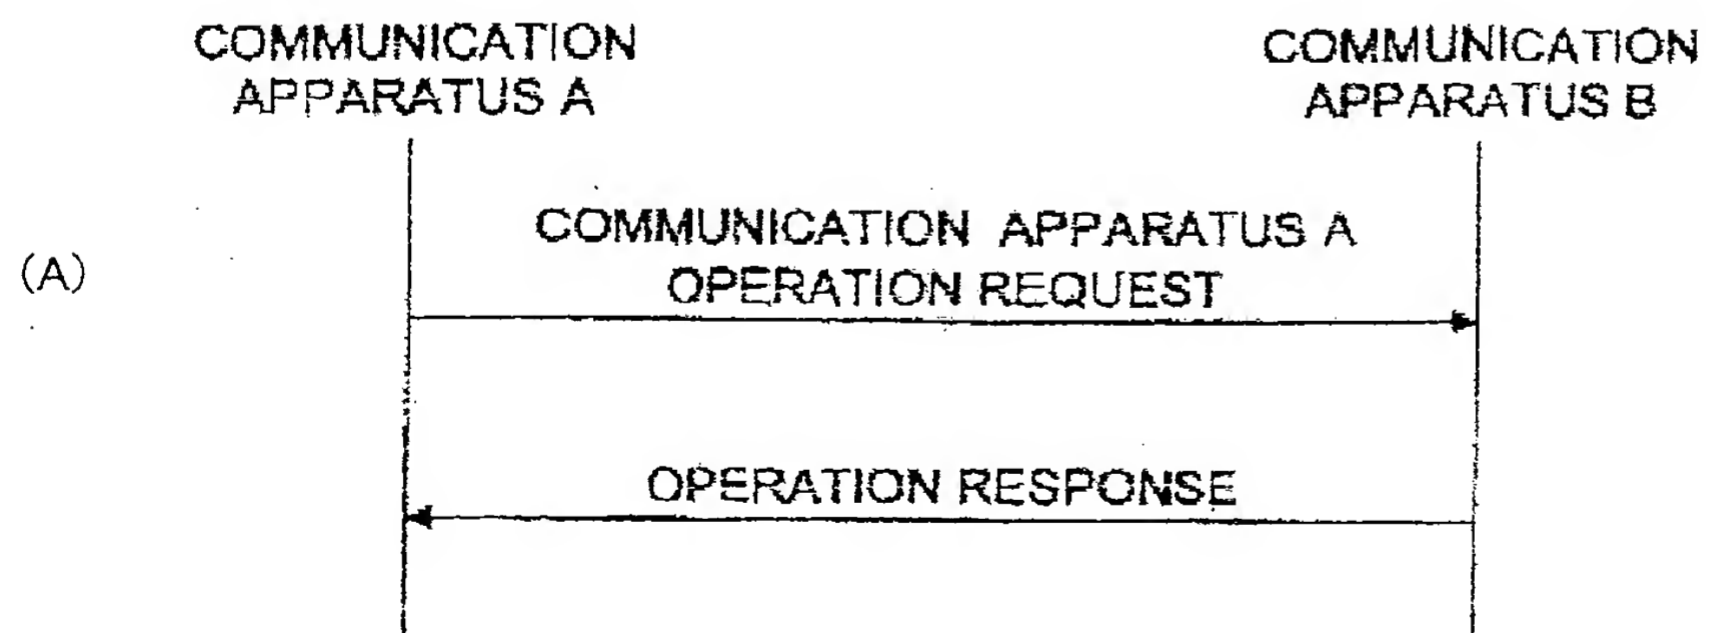 COMMUNICATION
APPARATUS A
COMMUNICATION
APPARATUS B
(A)
COMMUNICATION APPARATUS A
OPERATION REQUEST
OPERATION RESPONSE